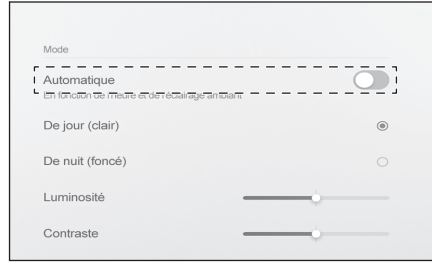 Mode
Automatique
En fonction de l'heure et de l'éclairage ambiant
De jour (clair)
De nuit (foncé)
Luminosité
Contraste